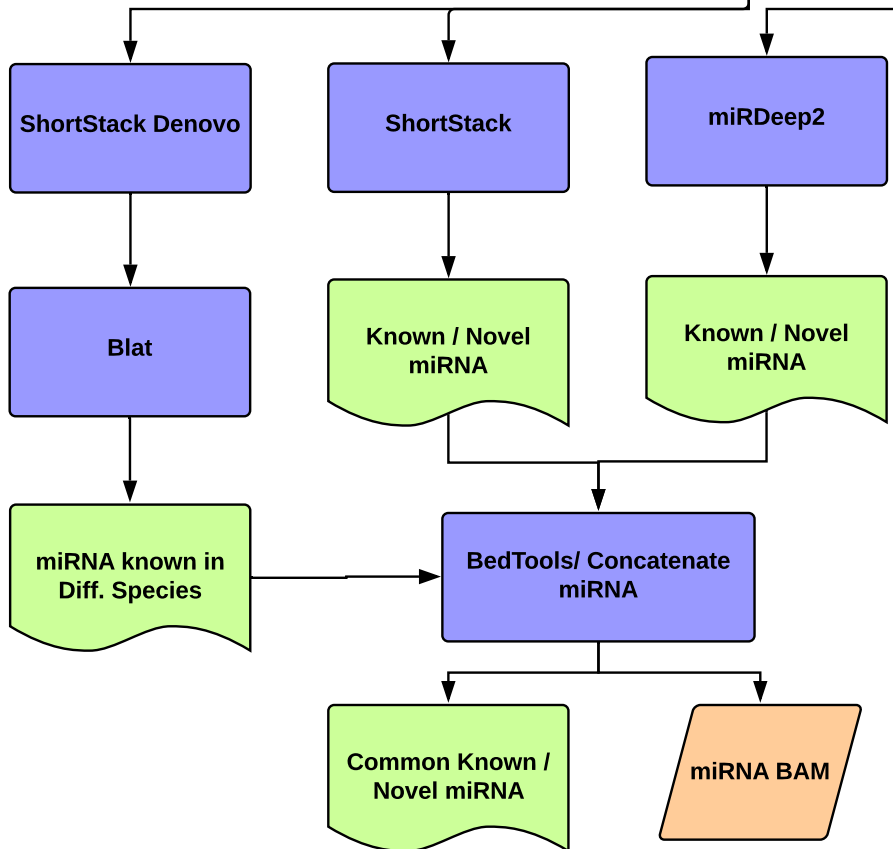 ShortStack Denovo
ShortStack
miRDeep2
Blat
Known / Novel
miRNA
Known / Novel
miRNA
miRNA known in
Diff. Species
BedTools/ Concatenate
miRNA
Common Known /
Novel miRNA
miRNA BAM